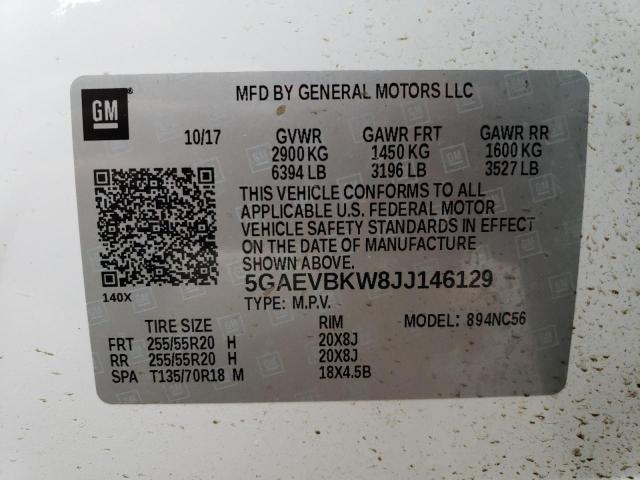 GM
MFD BY GENERAL MOTORS LLC
10/17 GVWR GAWR FRT GAWR RR
2900 KG 1450 KG 1600 KG
6394 LB 3196 LB 3527 LB
THIS VEHICLE CONFORMS TO ALL
APPLICABLE U.S. FEDERAL MOTOR
VEHICLE SAFETY STANDARDS IN EFFECT
ON THE DATE OF MANUFACTURE
SHOWN ABOVE.
140X 5GAEVBKW8JJ146129
TYPE: M.P.V.
TIRE SIZE RIM MODEL: 894NC56
FRT 255/55R20 H 20X8J
RR 255/55R20 H 20X8J
SPA T135/70R18 M 18X4.5B